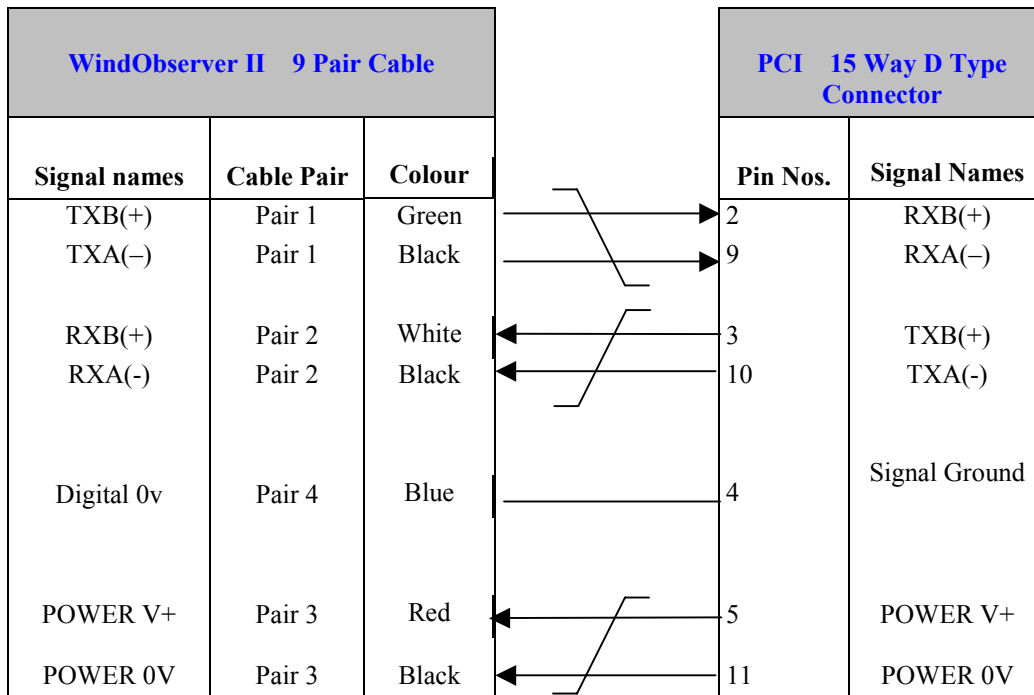 WindObserver II 9 Pair Cable
PCI 15 Way D Type
Connector
Signal names Cable Pair Colour Pin Nos. Signal Names
TXB(+) Pair 1 Green 2 RXB(+)
TXA(–) Pair 1 Black 9 RXA(–)
RXB(+) Pair 2 White 3 TXB(+)
RXA(-) Pair 2 Black 10 TXA(-)
Digital 0v Pair 4 Blue 4 Signal Ground
POWER V+ Pair 3 Red 5 POWER V+
POWER 0V Pair 3 Black 11 POWER 0V